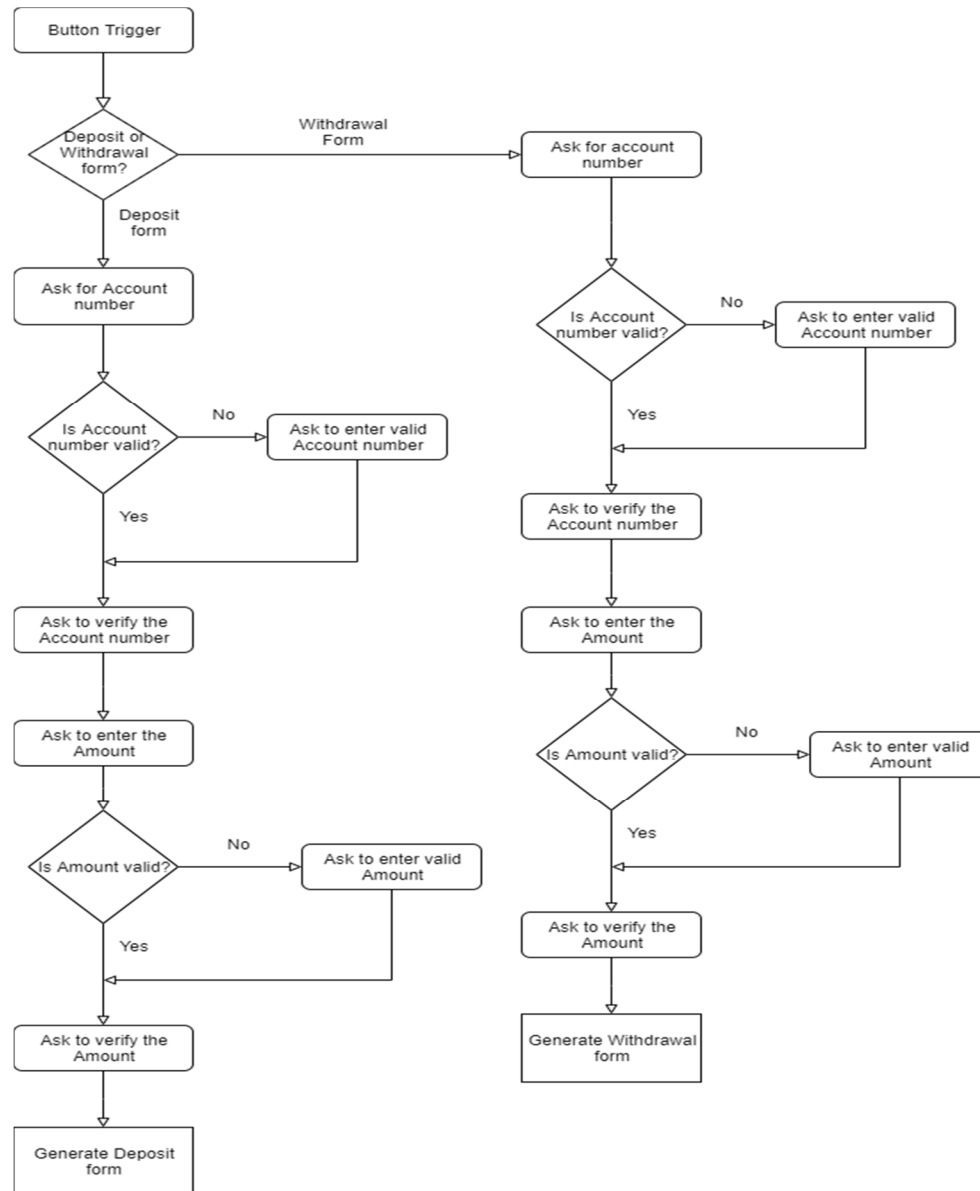 Button Trigger
Deposit or
Withdrawal
form?
Withdrawal
Form
Deposit
form
Ask for Account
number
Is Account
number valid?
No
Ask to enter valid
Account number
Yes
Ask to verify the
Account number
Ask to enter the
Amount
Is Amount valid?
No
Ask to enter valid
Amount
Yes
Ask to verify the
Amount
Generate Deposit
form
Ask for account
number
Is Account
number valid?
No
Ask to enter valid
Account number
Yes
Ask to verify the
Account number
Ask to enter the
Amount
Is Amount valid?
No
Ask to enter valid
Amount
Yes
Ask to verify the
Amount
Generate Withdrawal
form